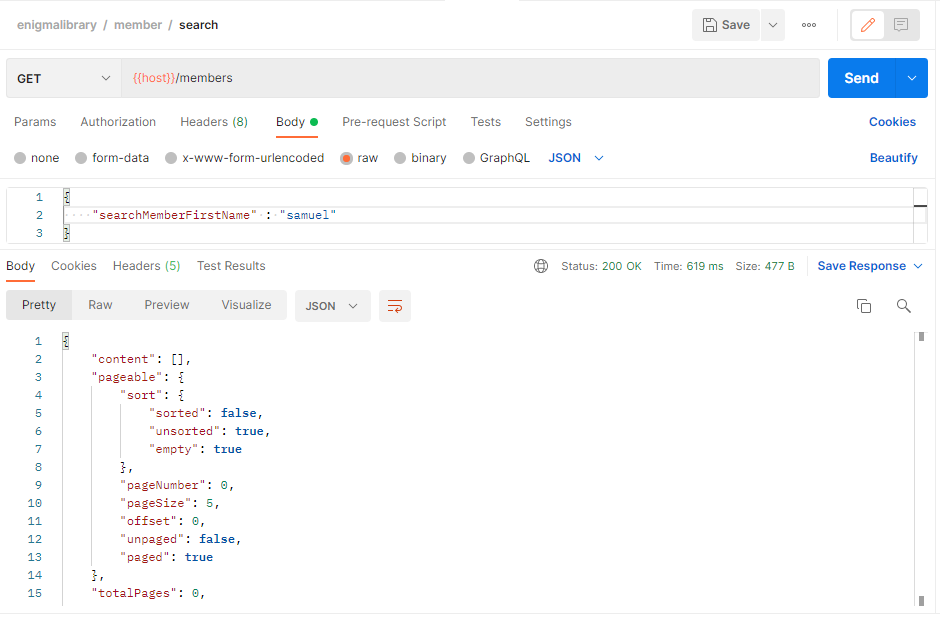 enigmalibrary / member / search
Save
GET
{{host}}/members
Send
Params Authorization Headers (8) Body Pre-request Script Tests Settings Cookies
none form-data x-www-form-urlencoded raw binary GraphQL JSON Beautify
1 {
2 ····"searchMemberFirstName" : "samuel"
3 }
Body Cookies Headers (5) Test Results Status: 200 OK Time: 619 ms Size: 477 B Save Response
Pretty Raw Preview Visualize JSON
1 {
2 "content": [],
3 "pageable": {
4 "sort": {
5 "sorted": false,
6 "unsorted": true,
7 "empty": true
8 },
9 "pageNumber": 0,
10 "pageSize": 5,
11 "offset": 0,
12 "unpaged": false,
13 "paged": true
14 },
15 "totalPages": 0,